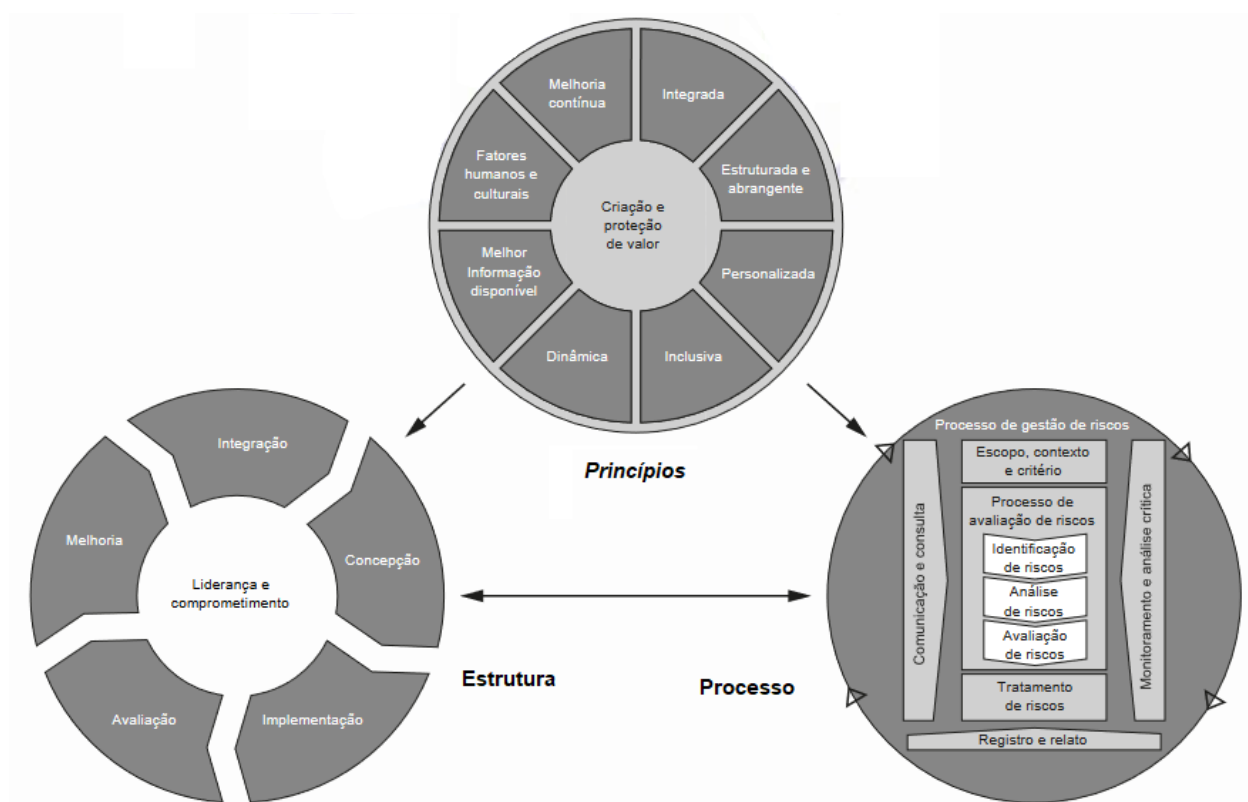 Melhoria
contínua
Integrada
Fatores
humanos e
culturais
Estruturada e
abrangente
Criação e
proteção
de valor
Melhor
Informação
disponível
Personalizada
Dinâmica
Inclusiva
Princípios
Integração
Melhoria
Concepção
Liderança e
comprometimento
Avaliação
Implementação
Estrutura
Processo
Processo de gestão de riscos
Escopo, contexto
e critério
Comunicação e consulta
Processo de
avaliação de riscos
Identificação
de riscos
Análise
de riscos
Avaliação
de riscos
Monitoramento e análise crítica
Tratamento
de riscos
Registro e relato